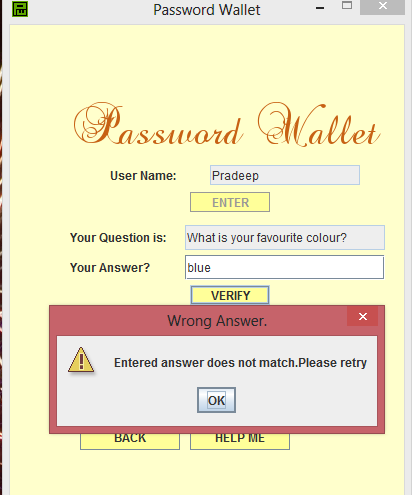 Password Wallet
Password Wallet
User Name: Pradeep
ENTER
Your Question is: What is your favourite colour?
Your Answer? blue
VERIFY
Wrong Answer.
Entered answer does not match.Please retry
OK
BACK HELP ME